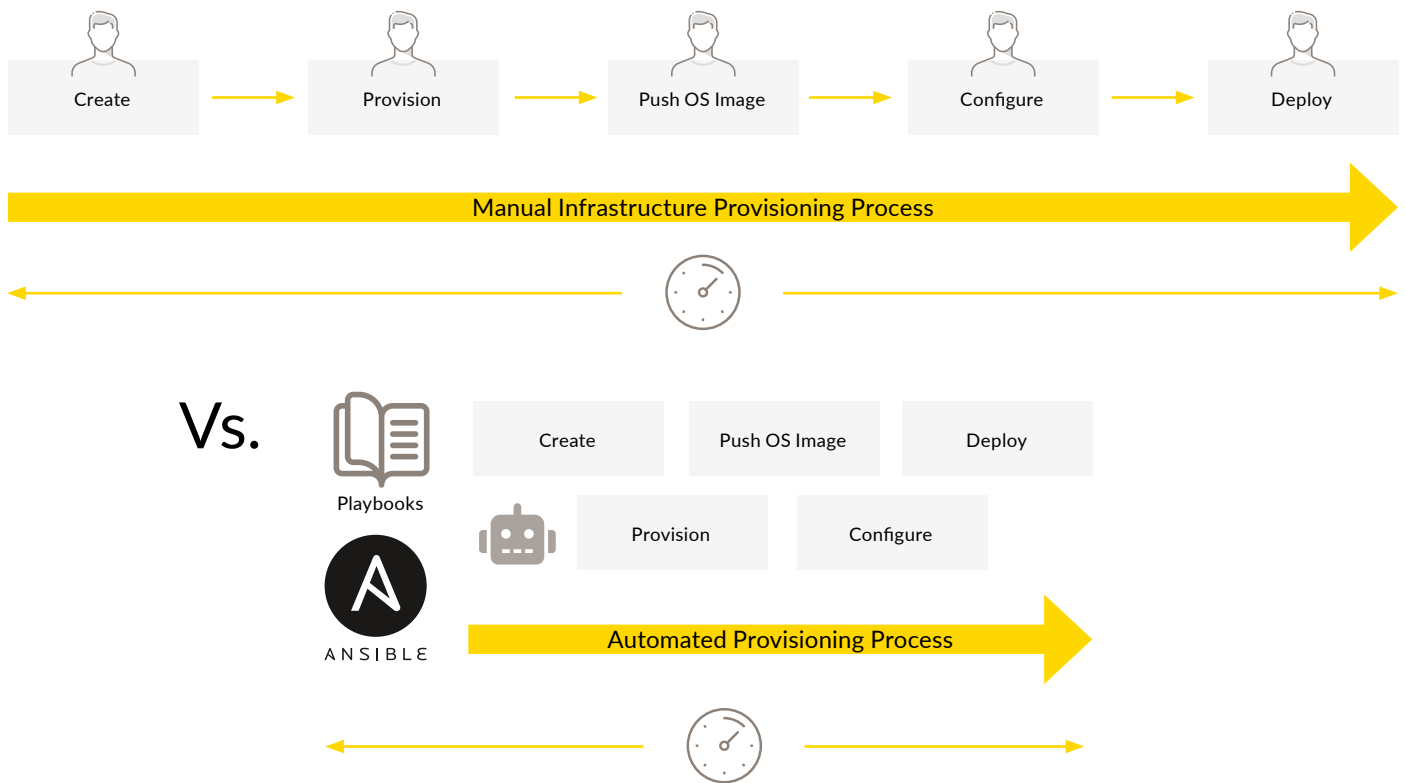 Create
Provision
Push OS Image
Configure
Deploy
Manual Infrastructure Provisioning Process
Vs.
Playbooks
ANSIBLE
Create
Push OS Image
Deploy
Provision
Configure
Automated Provisioning Process